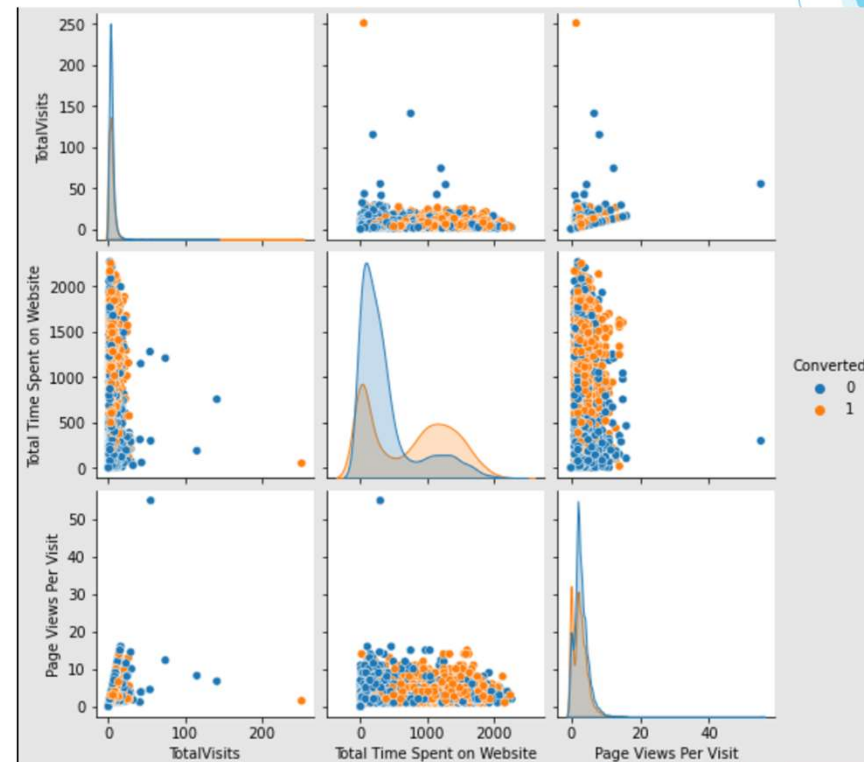 250
200
150
100
50
0
TotalVisits
2000
1500
1000
500
0
Total Time Spent on Website
Converted
0
1
50
40
30
20
10
0
Page Views Per Visit
0 100 200
TotalVisits
0 1000 2000
Total Time Spent on Website
0 20 40
Page Views Per Visit